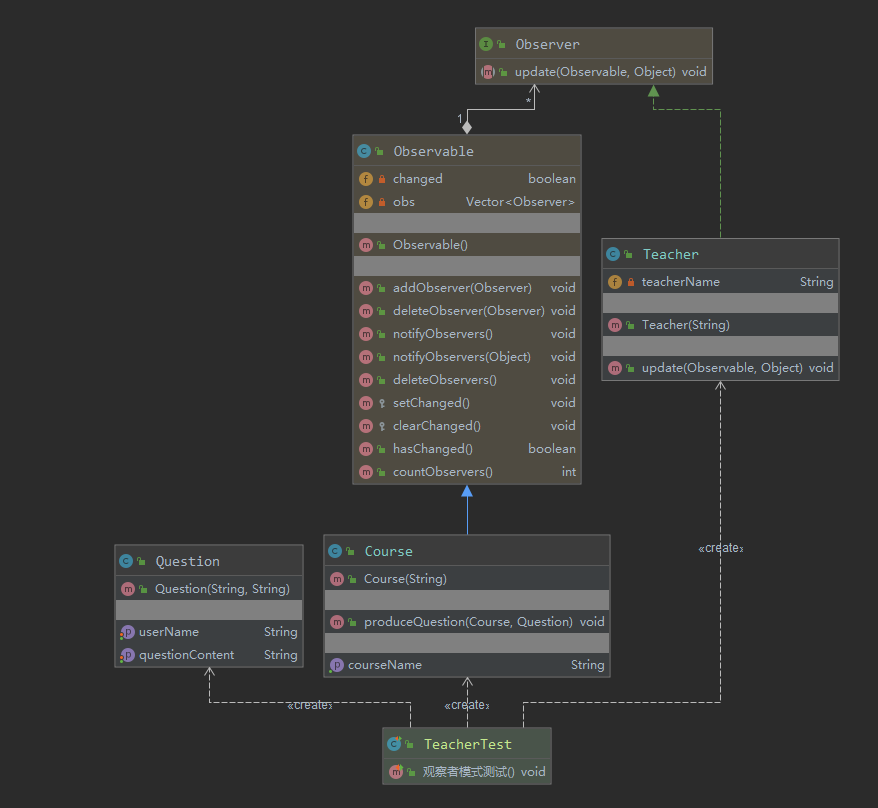 Observer
update(Observable, Object) void
*
1
Observable
changed boolean
obs Vector<Observer>
Observable()
addObserver(Observer) void
deleteObserver(Observer) void
notifyObservers() void
notifyObservers(Object) void
deleteObservers() void
setChanged() void
clearChanged() void
hasChanged() boolean
countObservers() int
Teacher
teacherName String
Teacher(String)
update(Observable, Object) void
«create»
Question
Question(String, String)
userName String
questionContent String
Course
Course(String)
produceQuestion(Course, Question) void
courseName String
«create»
«create»
TeacherTest
观察者模式测试() void